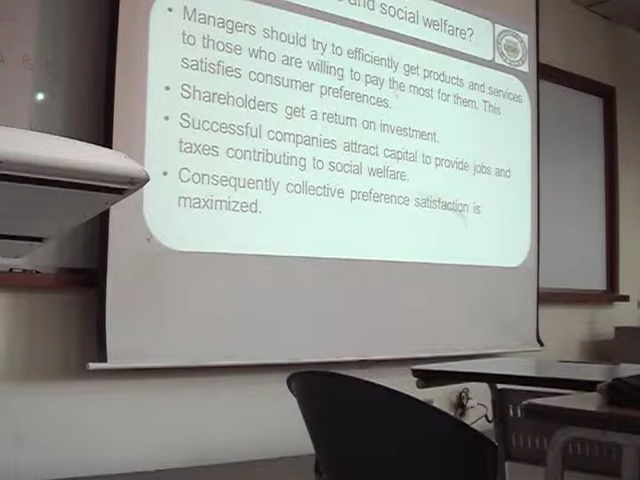 and social welfare?
• Managers should try to efficiently get products and services
to those who are willing to pay the most for them. This
satisfies consumer preferences.
• Shareholders get a return on investment.
• Successful companies attract capital to provide jobs and
taxes contributing to social welfare.
• Consequently collective preference satisfaction is
maximized.